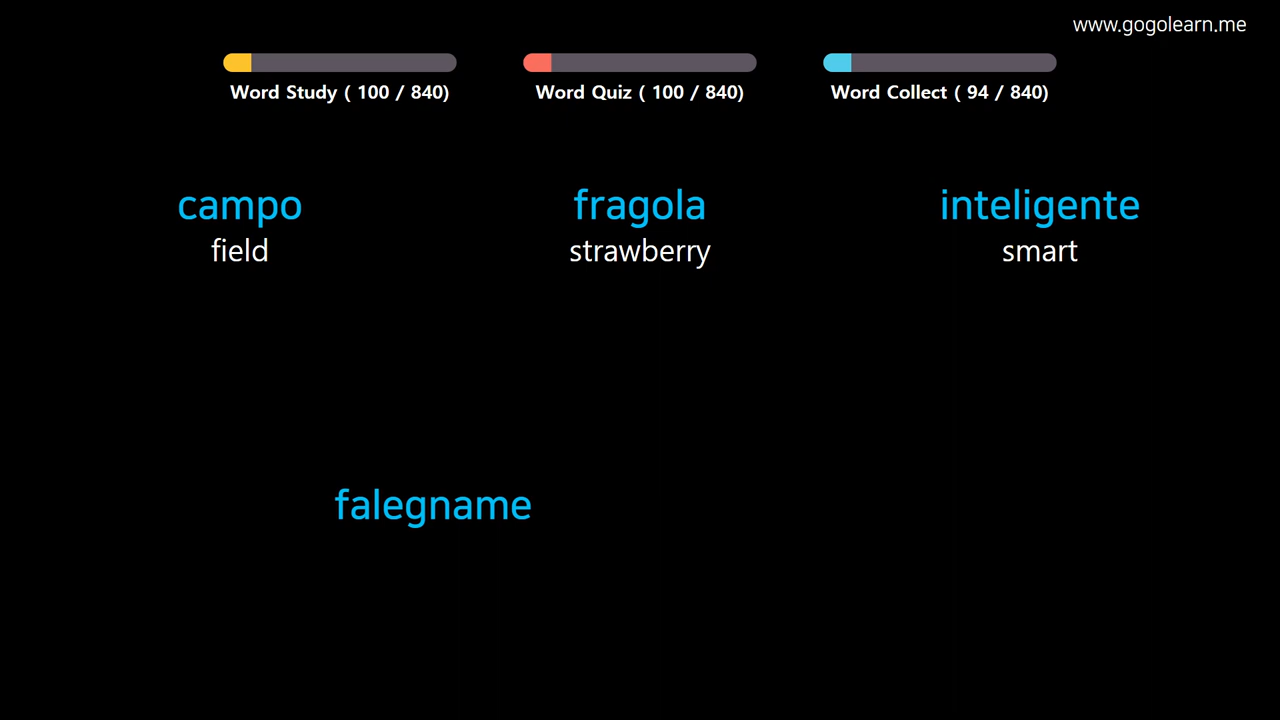 www.gogolearn.me
Word Study ( 100 / 840)
Word Quiz ( 100 / 840)
Word Collect ( 94 / 840)
campo
field
fragola
strawberry
inteligente
smart
falegname